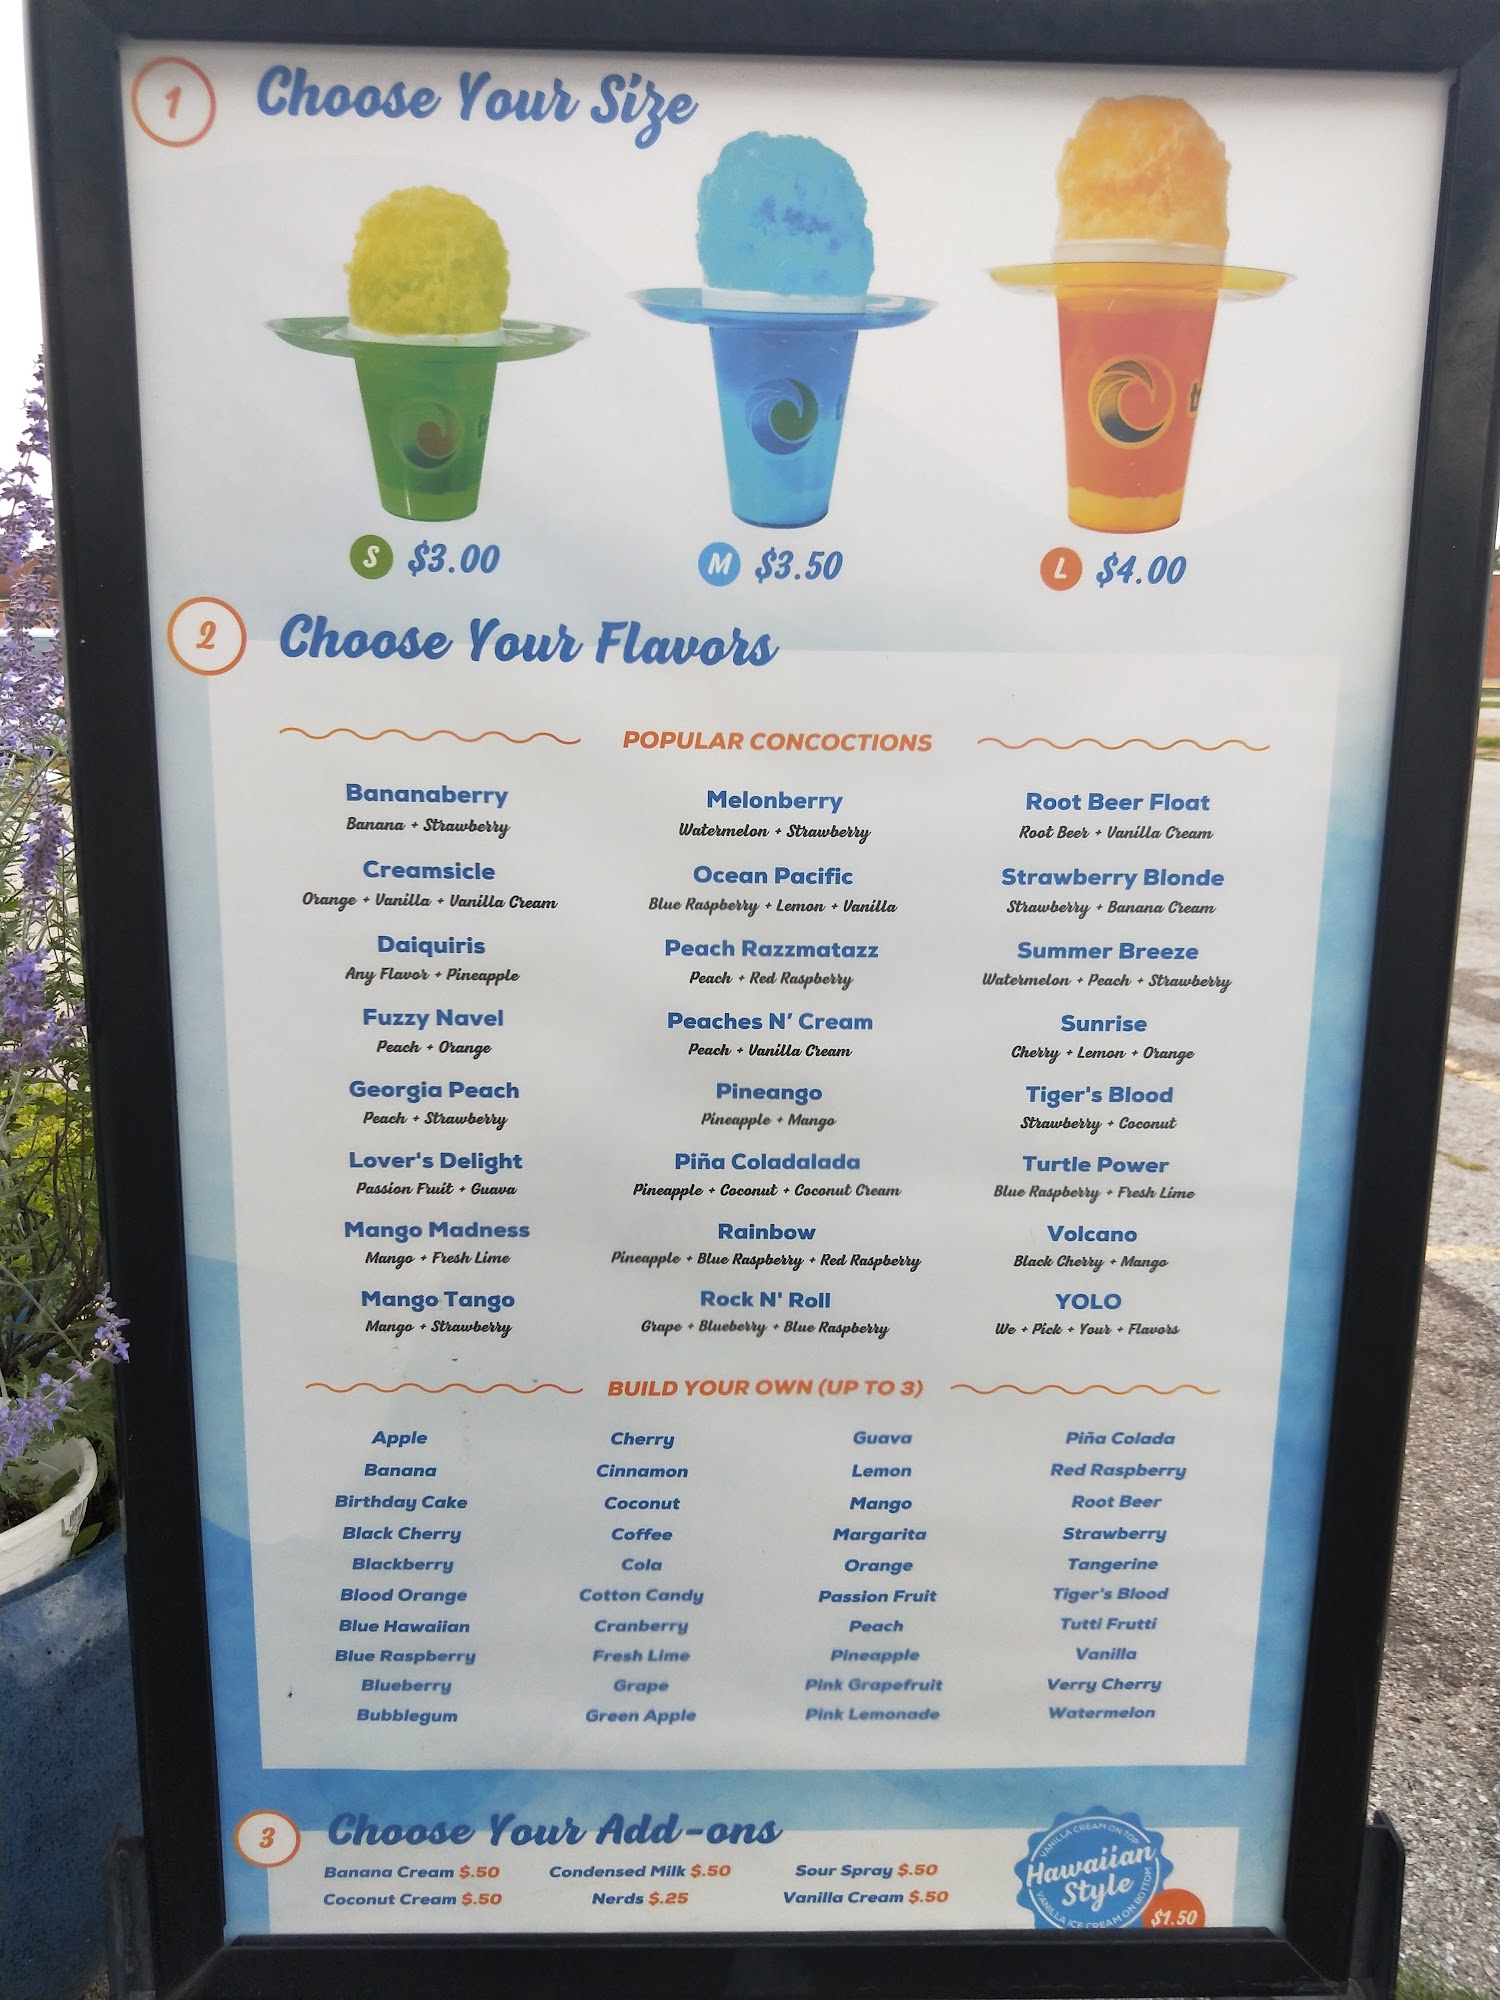 1
Choose Your Size
S $3.00
M $3.50
L $4.00
2
Choose Your Flavors
POPULAR CONCOCTIONS
Bananaberry
Banana + Strawberry
Creamsicle
Orange + Vanilla + Vanilla Cream
Daiquiris
Any Flavor + Pineapple
Fuzzy Navel
Peach + Orange
Georgia Peach
Peach + Strawberry
Lover's Delight
Passion Fruit + Guava
Mango Madness
Mango + Fresh Lime
Mango Tango
Mango + Strawberry
Melonberry
Watermelon + Strawberry
Ocean Pacific
Blue Raspberry + Lemon + Vanilla
Peach Razzmatazz
Peach + Red Raspberry
Peaches N’ Cream
Peach + Vanilla Cream
Pineango
Pineapple + Mango
Piña Coladalada
Pineapple + Coconut + Coconut Cream
Rainbow
Pineapple + Blue Raspberry + Red Raspberry
Rock N' Roll
Grape + Blueberry + Blue Raspberry
Root Beer Float
Root Beer + Vanilla Cream
Strawberry Blonde
Strawberry + Banana Cream
Summer Breeze
Watermelon + Peach + Strawberry
Sunrise
Cherry + Lemon + Orange
Tiger's Blood
Strawberry + Coconut
Turtle Power
Blue Raspberry + Fresh Lime
Volcano
Black Cherry + Mango
YOLO
We + Pick + Your + Flavors
BUILD YOUR OWN (UP TO 3)
Apple
Banana
Birthday Cake
Black Cherry
Blackberry
Blood Orange
Blue Hawaiian
Blue Raspberry
Blueberry
Bubblegum
Cherry
Cinnamon
Coconut
Coffee
Cola
Cotton Candy
Cranberry
Fresh Lime
Grape
Green Apple
Guava
Lemon
Mango
Margarita
Orange
Passion Fruit
Peach
Pineapple
Pink Grapefruit
Pink Lemonade
Piña Colada
Red Raspberry
Root Beer
Strawberry
Tangerine
Tiger's Blood
Tutti Frutti
Vanilla
Verry Cherry
Watermelon
3
Choose Your Add-ons
Banana Cream $.50
Coconut Cream $.50
Condensed Milk $.50
Nerds $.25
Sour Spray $.50
Vanilla Cream $.50
VANILLA CREAM ON TOP
Hawaiian
Style
VANILLA ICE CREAM ON BOTTOM
$1.50